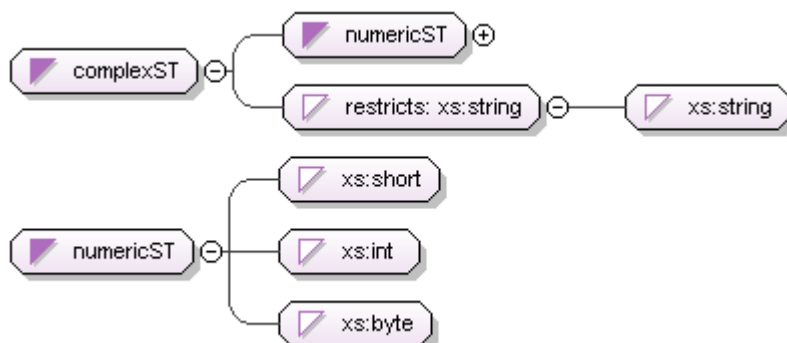 numericST
complexST
restricts: xs:string
xs:string
xs:short
numericST
xs:int
xs:byte